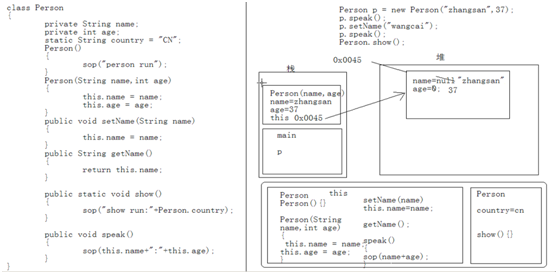 class Person
{
private String name;
private int age;
static String country = "CN";
Person()
{
sop("person run");
}
Person(String name,int age)
{
this.name = name;
this.age = age;
}
public void setName(String name)
{
this.name = name;
}
public String getName()
{
return this.name;
}
public static void show()
{
sop("show run:"+Person.country);
}
public void speak()
{
sop(this.name+":"+this.age);
}
}
Person p = new Person("zhangsan",37);
p.speak();
p.setName("wangcai");
p.speak();
Person.show();
栈
0x0045
堆
Person(name,age)
name=zhangsan
age=37
this 0x0045
main
p
name=null "zhangsan"
age=0; 37
Person this
Person(){}
Person(String
name,int age)
{
this.name = name;
this.age = age;
}
setName(name)
this.name=name;
getName();
speak()
{
sop(name+age);
}
Person
country=cn
show(){}